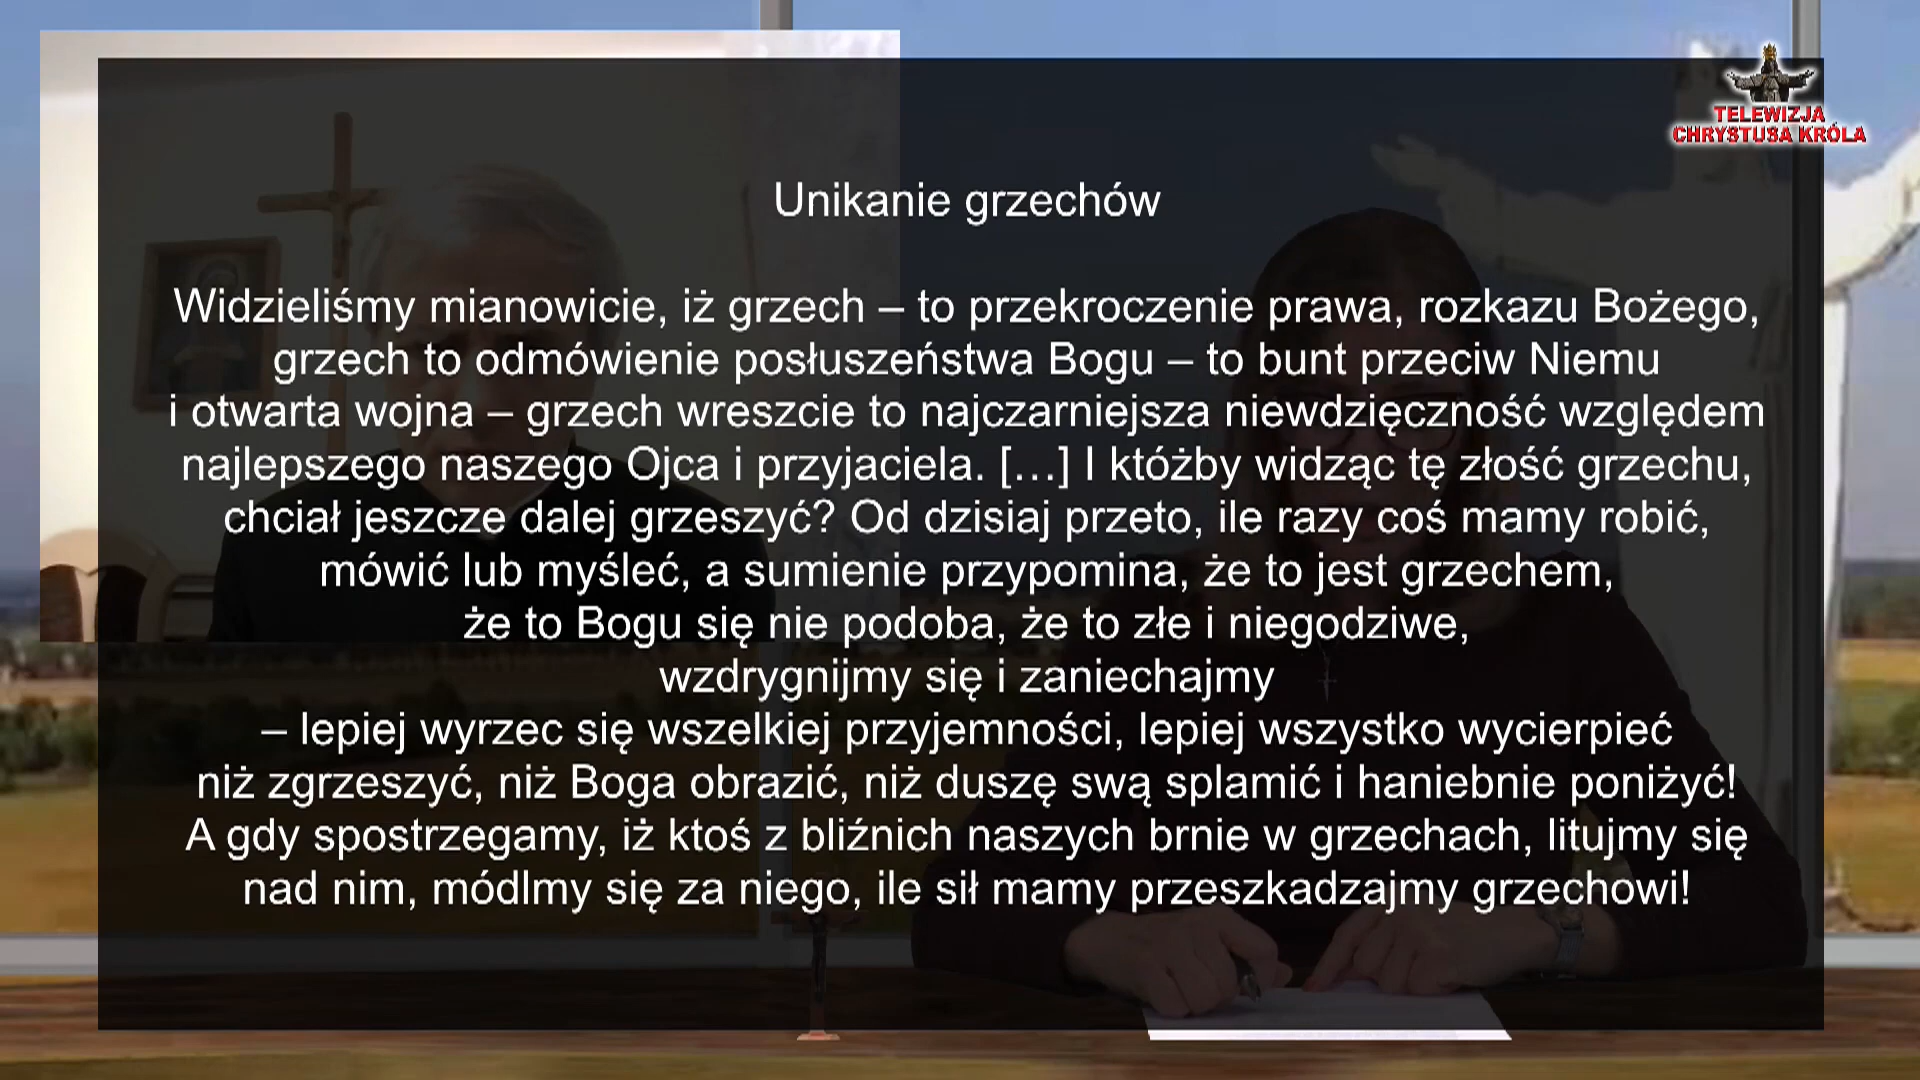 TELEWIZJA
CHRYSTUSA KRÓLA
Unikanie grzechów
Widzieliśmy mianowicie, iż grzech – to przekroczenie prawa, rozkazu Bożego,
grzech to odmówienie posłuszeństwa Bogu – to bunt przeciw Niemu
i otwarta wojna – grzech wreszcie to najczarniejsza niewdzięczność względem
najlepszego naszego Ojca i przyjaciela. […] I któżby widząc tę złość grzechu,
chciał jeszcze dalej grzeszyć? Od dzisiaj przeto, ile razy coś mamy robić,
mówić lub myśleć, a sumienie przypomina, że to jest grzechem,
że to Bogu się nie podoba, że to złe i niegodziwe,
wzdrygnijmy się i zaniechajmy
– lepiej wyrzec się wszelkiej przyjemności, lepiej wszystko wycierpieć
niż zgrzeszyć, niż Boga obrazić, niż duszę swą splamić i haniebnie poniżyć!
A gdy spostrzegamy, iż ktoś z bliźnich naszych brnie w grzechach, litujmy się
nad nim, módlmy się za niego, ile sił mamy przeszkadzajmy grzechowi!